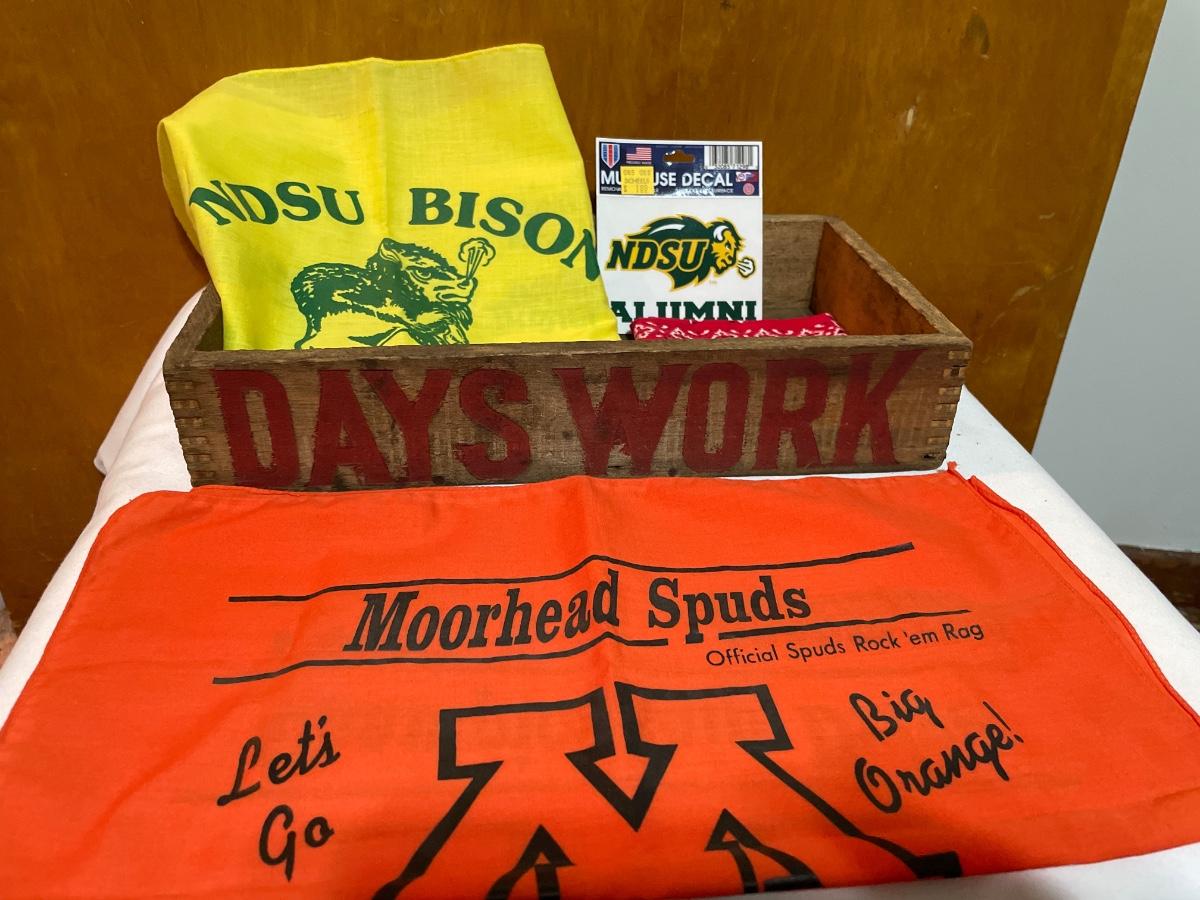 NDSU BISON
MULTI-USE DECAL
SCHEELS
NDSU
ALUMNI
DAYS WORK
Moorhead Spuds
Official Spuds Rock 'em Rag
Let's
Go
Big
Orange!
M